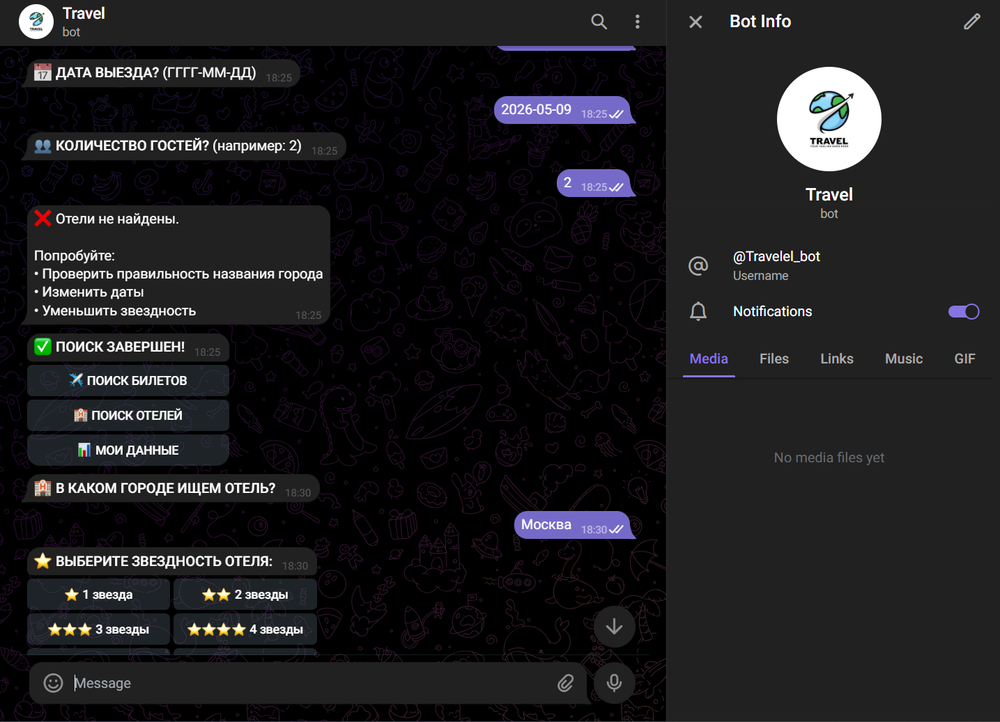 Travel
bot
17 ДАТА ВЫЕЗДА? (ГГГГ-ММ-ДД) 18:25
2026-05-09 18:25
КОЛИЧЕСТВО ГОСТЕЙ? (например: 2) 18:25
2 18:25
Отели не найдены.
Попробуйте:
• Проверить правильность названия города
• Изменить даты
• Уменьшить звездность 18:25
ПОИСК ЗАВЕРШЕН! 18:25
ПОИСК БИЛЕТОВ
ПОИСК ОТЕЛЕЙ
МОИ ДАННЫЕ
В КАКОМ ГОРОДЕ ИЩЕМ ОТЕЛЬ? 18:30
Москва 18:30
ВЫБЕРИТЕ ЗВЕЗДНОСТЬ ОТЕЛЯ: 18:30
1 звезда
2 звезды
3 звезды
4 звезды
Message
Bot Info
TRAVEL
Travel
bot
@Travelel_bot
Username
Notifications
Media Files Links Music GIF
No media files yet